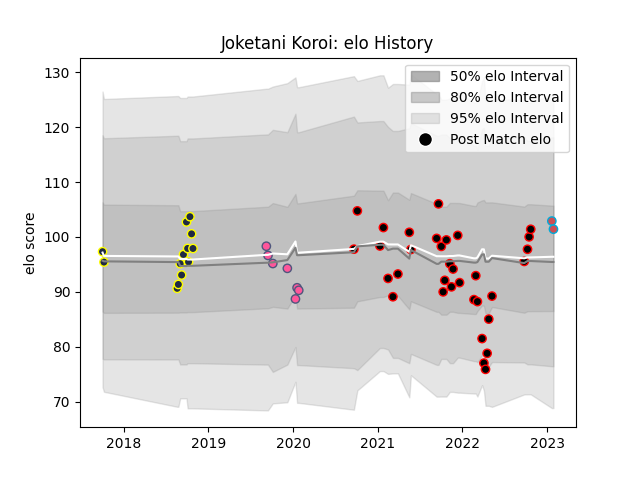 Joketani Koroi: elo History
50% elo Interval
80% elo Interval
95% elo Interval
Post Match elo
elo score
130
120
110
100
90
80
70
2018 2019 2020 2021 2022 2023